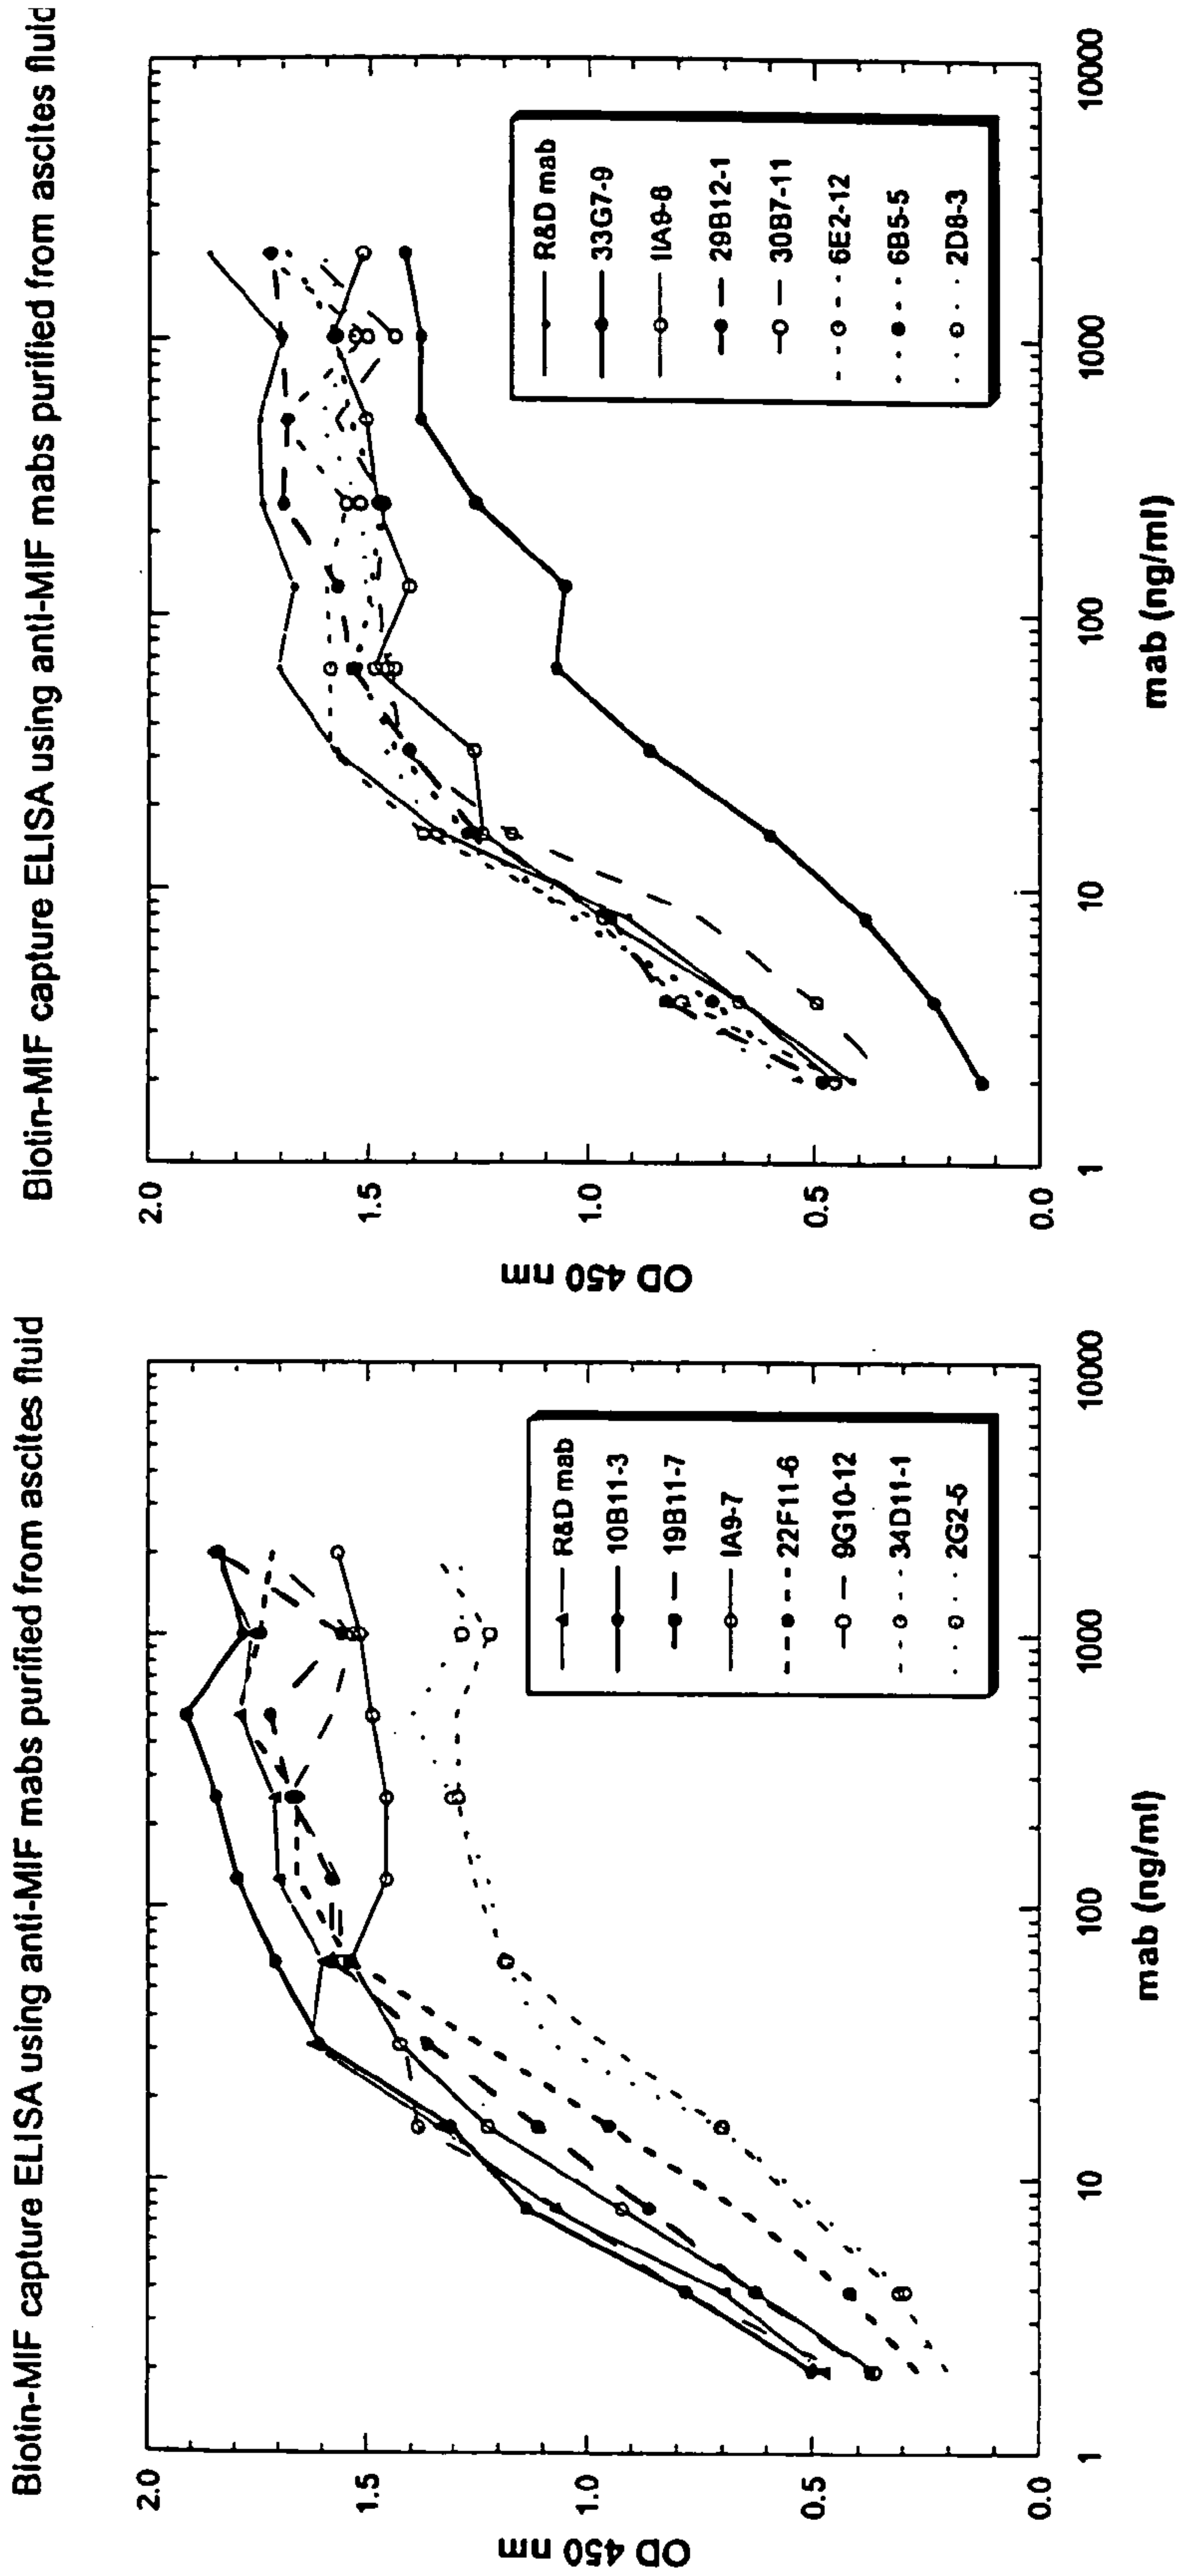 Biotin-MIF capture ELISA using anti-MIF mabs purified from ascites fluid
2.0
1.5
1.0
0.5
0.0
OD 450 nm
1
10
100
1000
10000
mab (ng/ml)
R&D mab
10B11-3
19B11-7
IA9-7
22F11-6
9G10-12
34D11-1
2G2-5
Biotin-MIF capture ELISA using anti-MIF mabs purified from ascites fluid
2.0
1.5
1.0
0.5
0.0
OD 450 nm
1
10
100
1000
10000
mab (ng/ml)
R&D mab
33G7-9
IIA9-8
29B12-1
30B7-11
6E2-12
6B5-5
2D8-3